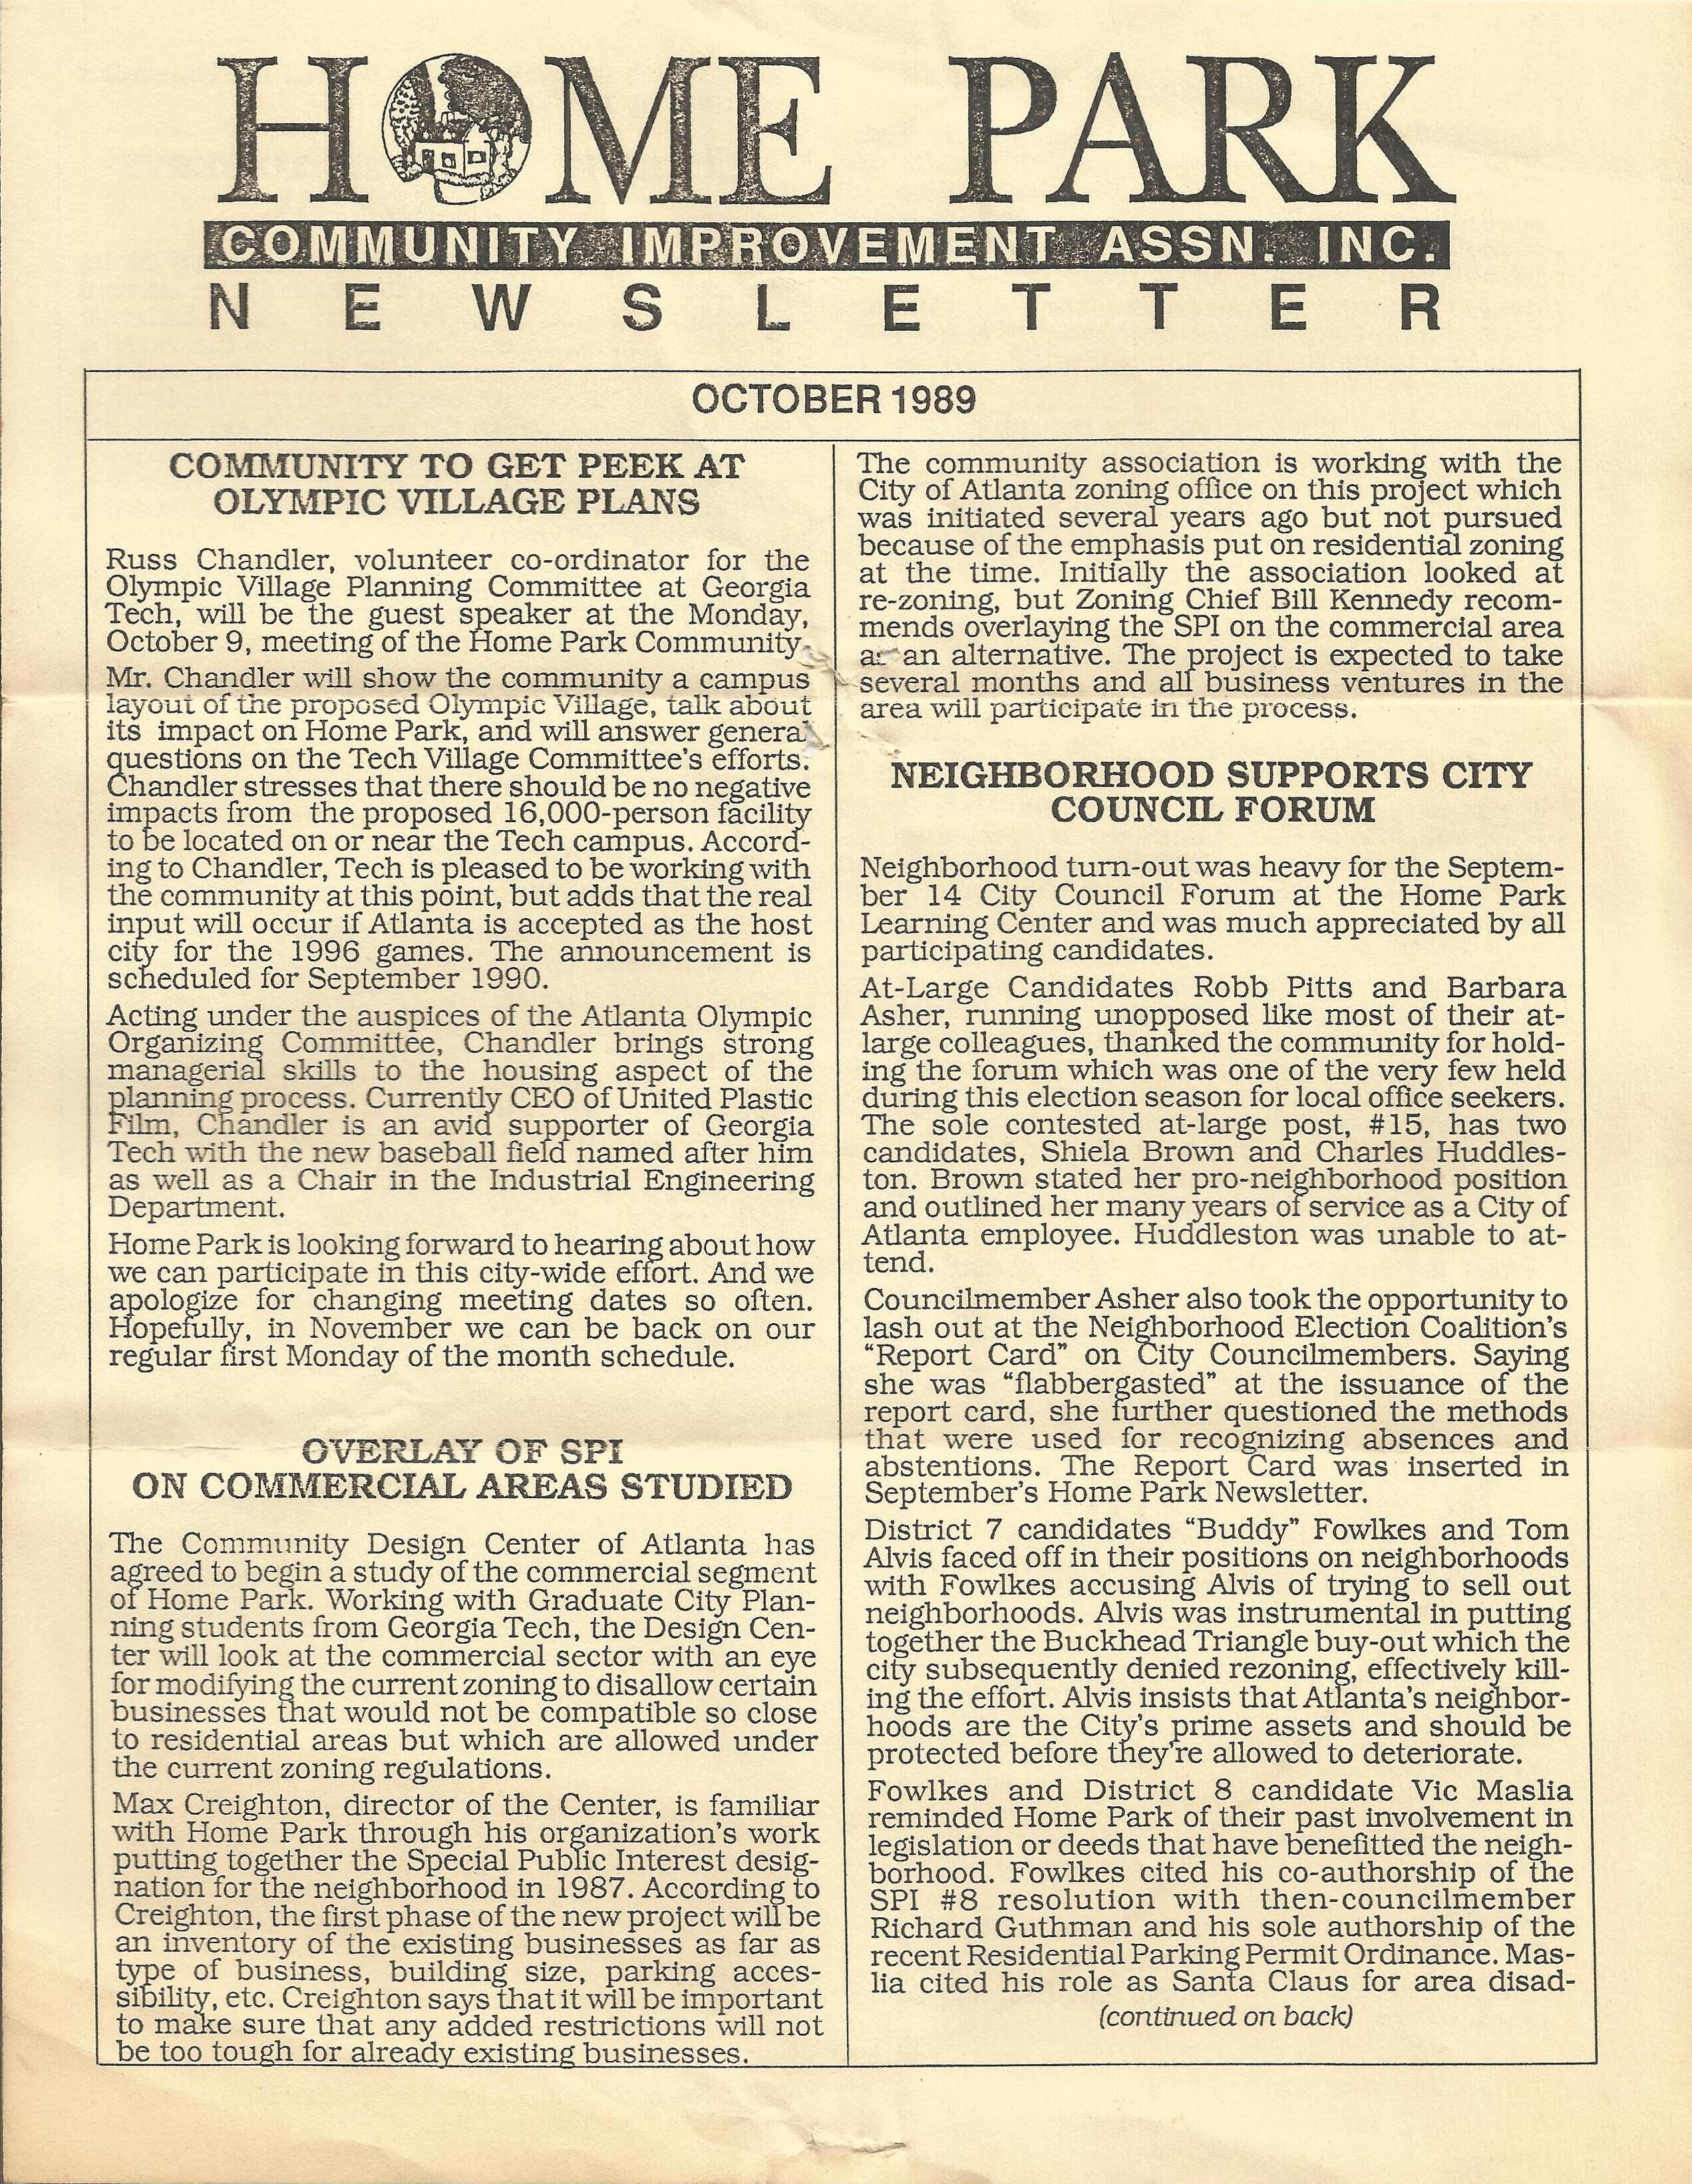 HOME PARK
COMMUNITY IMPROVEMENT ASSN. INC.
NEWSLETTER
OCTOBER 1989
COMMUNITY TO GET PEEK AT
OLYMPIC VILLAGE PLANS
Russ Chandler, volunteer co-ordinator for the
Olympic Village Planning Committee at Georgia
Tech, will be the guest speaker at the Monday,
October 9, meeting of the Home Park Community.
Mr. Chandler will show the community a campus
layout of the proposed Olympic Village, talk about
its impact on Home Park, and will answer general
questions on the Tech Village Committee's efforts.
Chandler stresses that there should be no negative
impacts from the proposed 16,000-person facility
to be located on or near the Tech campus. Accord-
ing to Chandler, Tech is pleased to be working with
the community at this point, but adds that the real
input will occur if Atlanta is accepted as the host
city for the 1996 games. The announcement is
scheduled for September 1990.
Acting under the auspices of the Atlanta Olympic
Organizing Committee, Chandler brings strong
managerial skills to the housing aspect of the
planning process. Currently CEO of United Plastic
Film, Chandler is an avid supporter of Georgia
Tech with the new baseball field named after him
as well as a Chair in the Industrial Engineering
Department.
Home Park is looking forward to hearing about how
we can participate in this city-wide effort. And we
apologize for changing meeting dates so often.
Hopefully, in November we can be back on our
regular first Monday of the month schedule.
OVERLAY OF SPI
ON COMMERCIAL AREAS STUDIED
The Community Design Center of Atlanta has
agreed to begin a study of the commercial segment
of Home Park. Working with Graduate City Plan-
ning students from Georgia Tech, the Design Cen-
ter will look at the commercial sector with an eye
for modifying the current zoning to disallow certain
businesses that would not be compatible so close
to residential areas but which are allowed under
the current zoning regulations.
Max Creighton, director of the Center, is familiar
with Home Park through his organization's work
putting together the Special Public Interest desig-
nation for the neighborhood in 1987. According to
Creighton, the first phase of the new project will be
an inventory of the existing businesses as far as
type of business, building size, parking acces-
sibility, etc. Creighton says that it will be important
to make sure that any added restrictions will not
be too tough for already existing businesses.
The community association is working with the
City of Atlanta zoning office on this project which
was initiated several years ago but not pursued
because of the emphasis put on residential zoning
at the time. Initially the association looked at
re-zoning, but Zoning Chief Bill Kennedy recom-
mends overlaying the SPI on the commercial area
as an alternative. The project is expected to take
several months and all business ventures in the
area will participate in the process.
NEIGHBORHOOD SUPPORTS CITY
COUNCIL FORUM
Neighborhood turn-out was heavy for the Septem-
ber 14 City Council Forum at the Home Park
Learning Center and was much appreciated by all
participating candidates.
At-Large Candidates Robb Pitts and Barbara
Asher, running unopposed like most of their at-
large colleagues, thanked the community for hold-
ing the forum which was one of the very few held
during this election season for local office seekers.
The sole contested at-large post, #15, has two
candidates, Shiela Brown and Charles Huddles-
ton. Brown stated her pro-neighborhood position
and outlined her many years of service as a City of
Atlanta employee. Huddleston was unable to at-
tend.
Councilmember Asher also took the opportunity to
lash out at the Neighborhood Election Coalition's
"Report Card" on City Councilmembers. Saying
she was "flabbergasted" at the issuance of the
report card, she further questioned the methods
that were used for recognizing absences and
abstentions. The Report Card was inserted in
September's Home Park Newsletter.
District 7 candidates "Buddy" Fowlkes and Tom
Alvis faced off in their positions on neighborhoods
with Fowlkes accusing Alvis of trying to sell out
neighborhoods. Alvis was instrumental in putting
together the Buckhead Triangle buy-out which the
city subsequently denied rezoning, effectively kill-
ing the effort. Alvis insists that Atlanta's neighbor-
hoods are the City's prime assets and should be
protected before they're allowed to deteriorate.
Fowlkes and District 8 candidate Vic Maslia
reminded Home Park of their past involvement in
legislation or deeds that have benefitted the neigh-
borhood. Fowlkes cited his co-authorship of the
SPI #8 resolution with then-councilmember
Richard Guthman and his sole authorship of the
recent Residential Parking Permit Ordinance. Mas-
lia cited his role as Santa Claus for area disad-
(continued on back)